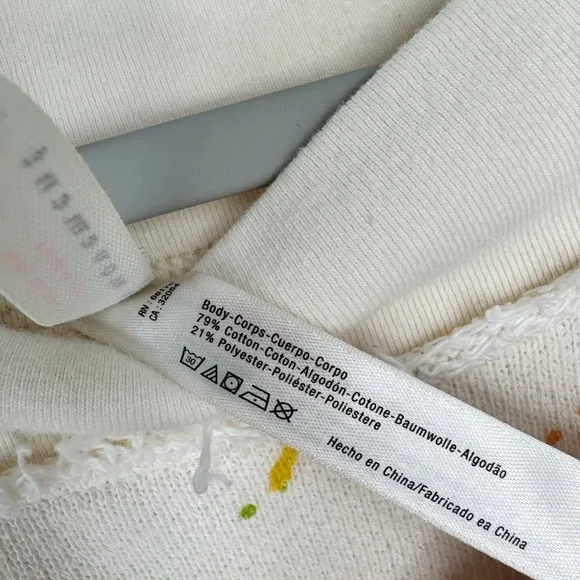 Body-Corps-Cuerpo-Corpo
79% Cotton-Coton-Algodón-Cotone-Baumwolle-Algodão
21% Polyester-Poliéster-Poliestere
30
Hecho en China/Fabricado ea China
RN:
CA: